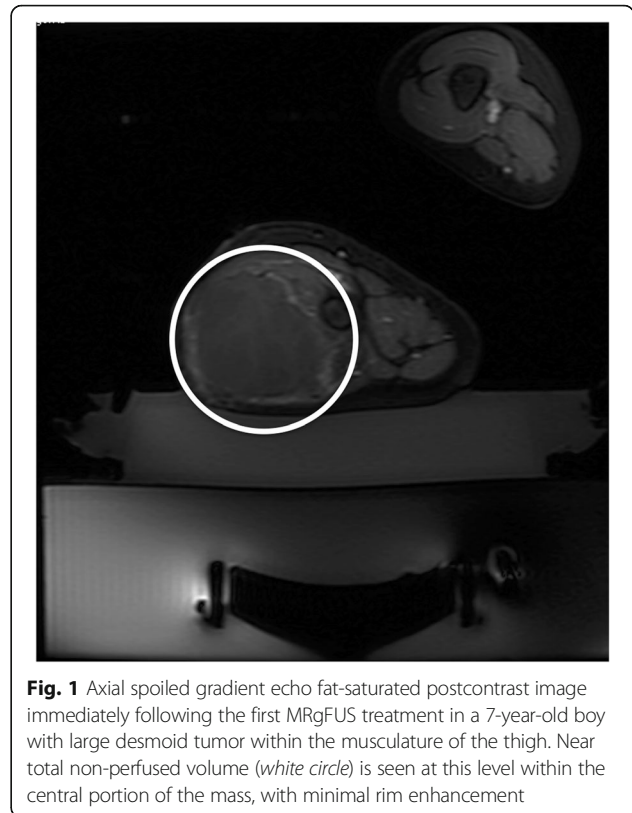 Fig. 1 Axial spoiled gradient echo fat-saturated postcontrast image
immediately following the first MRgFUS treatment in a 7-year-old boy
with large desmoid tumor within the musculature of the thigh. Near
total non-perfused volume (white circle) is seen at this level within the
central portion of the mass, with minimal rim enhancement